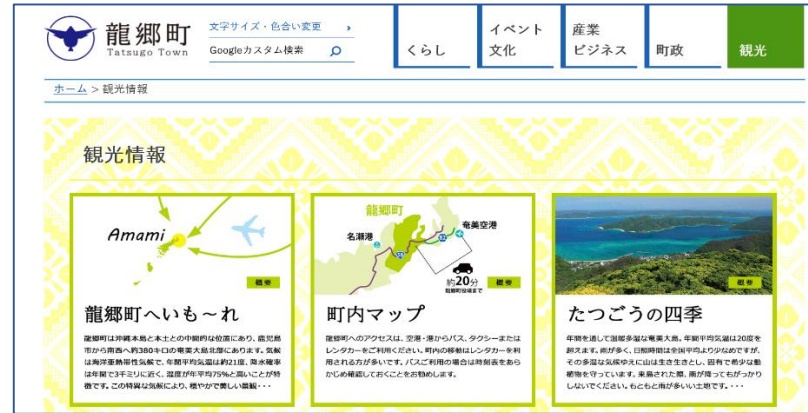 龍郷町
Tatsugo Town
文字サイズ・色合い変更
Googleカスタム検索
くらし
イベント
文化
産業
ビジネス
町政
観光
ホーム > 観光情報
観光情報
Amami
概要
龍郷町へいも〜れ
龍郷町は沖縄本島と本土との中間的な位置にあり、鹿児島
市から南西へ約380キロの奄美大島北部にあります。気候
は海洋亜熱帯性気候で、年間平均気温は約21度、降水確率
は年間で3千ミリに近く、湿度が年平均75%と高いことが特
徴です。この特異な気候により、穏やかで美しい景観・・・
龍郷町
名瀬港
奄美空港
約20分
龍郷町役場まで
概要
町内マップ
龍郷町へのアクセスは、空港・港からバス、タクシーまたは
レンタカーをご利用ください。町内の移動はレンタカーを利
用される方が多いです。バスご利用の場合は時刻表をあら
かじめ確認しておくことをお勧めします。
概要
たつごうの四季
年間を通して温暖多湿な奄美大島。年間平均気温は20度を
超えます。雨が多く、日照時間は全国平均より少なめですが、
その多湿な気候ゆえに山は生き生きとし、固有で希少な動
植物を守っています。来島された際、雨が降ってもがっかり
しないでください。もともと雨が多い土地です。・・・